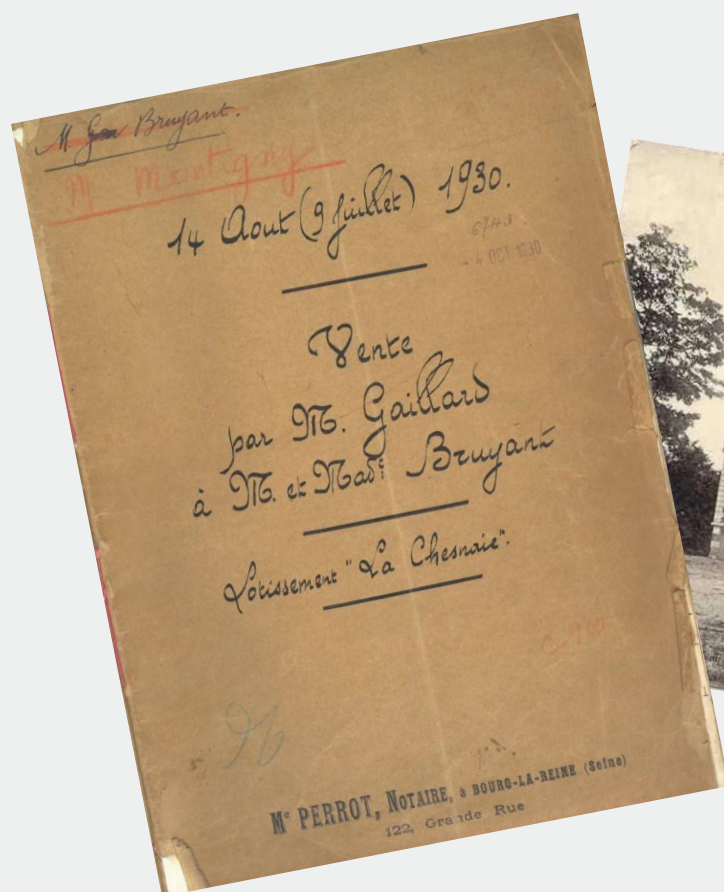 M Bruyant.
M Montigny
14 Aout (9 Juillet) 1930.
6743
- 4 OCT 1930
Vente
par M. Gaillard
à M. et Made Bruyant
Lotissement "La Chesnaie".
Me PERROT, NOTAIRE, à BOURG-LA-REINE (Seine)
122, Grande Rue